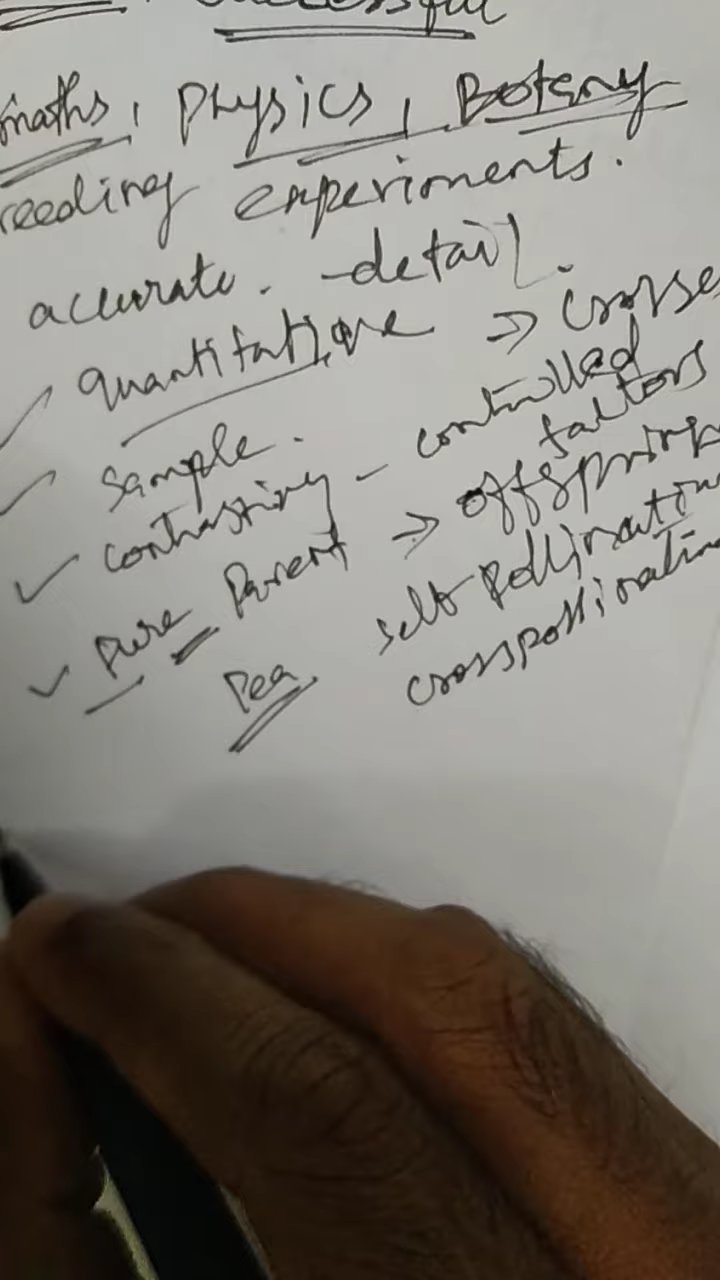 successful
maths, Physics, Botany
reeding experiments.
accurate. - detail.
✓ quantitative → crosse
✓ Sample.
✓ contrasting - controlled factors
✓ Pure Parent → offspring
Pea self pollination
crosspollination